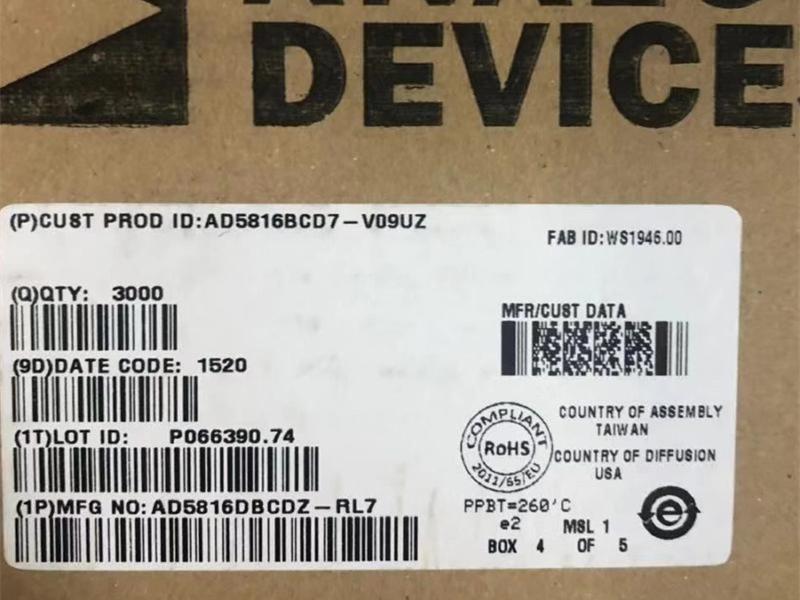 ANALOG
DEVICES
(P)CUST PROD ID:AD5816BCD7-V09UZ
FAB ID:WS1946.00
(Q)QTY: 3000
MFR/CUST DATA
(9D)DATE CODE: 1520
(1T)LOT ID: P066390.74
COMPLIANT
RoHS
2011/65/EU
COUNTRY OF ASSEMBLY
TAIWAN
COUNTRY OF DIFFUSION
USA
(1P)MFG NO:AD5816DBCDZ-RL7
PPBT=260'C
e2 MSL 1
BOX 4 OF 5
e